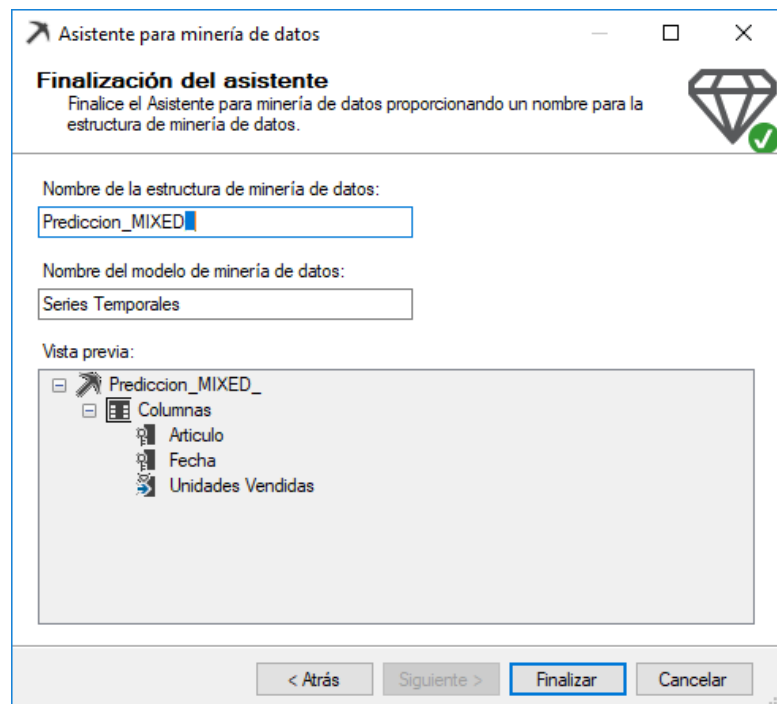 Asistente para minería de datos
Finalización del asistente
Finalice el Asistente para minería de datos proporcionando un nombre para la
estructura de minería de datos.
Nombre de la estructura de minería de datos:
Prediccion_MIXED_
Nombre del modelo de minería de datos:
Series Temporales
Vista previa:
Prediccion_MIXED_
Columnas
Articulo
Fecha
Unidades Vendidas
< Atrás
Siguiente >
Finalizar
Cancelar